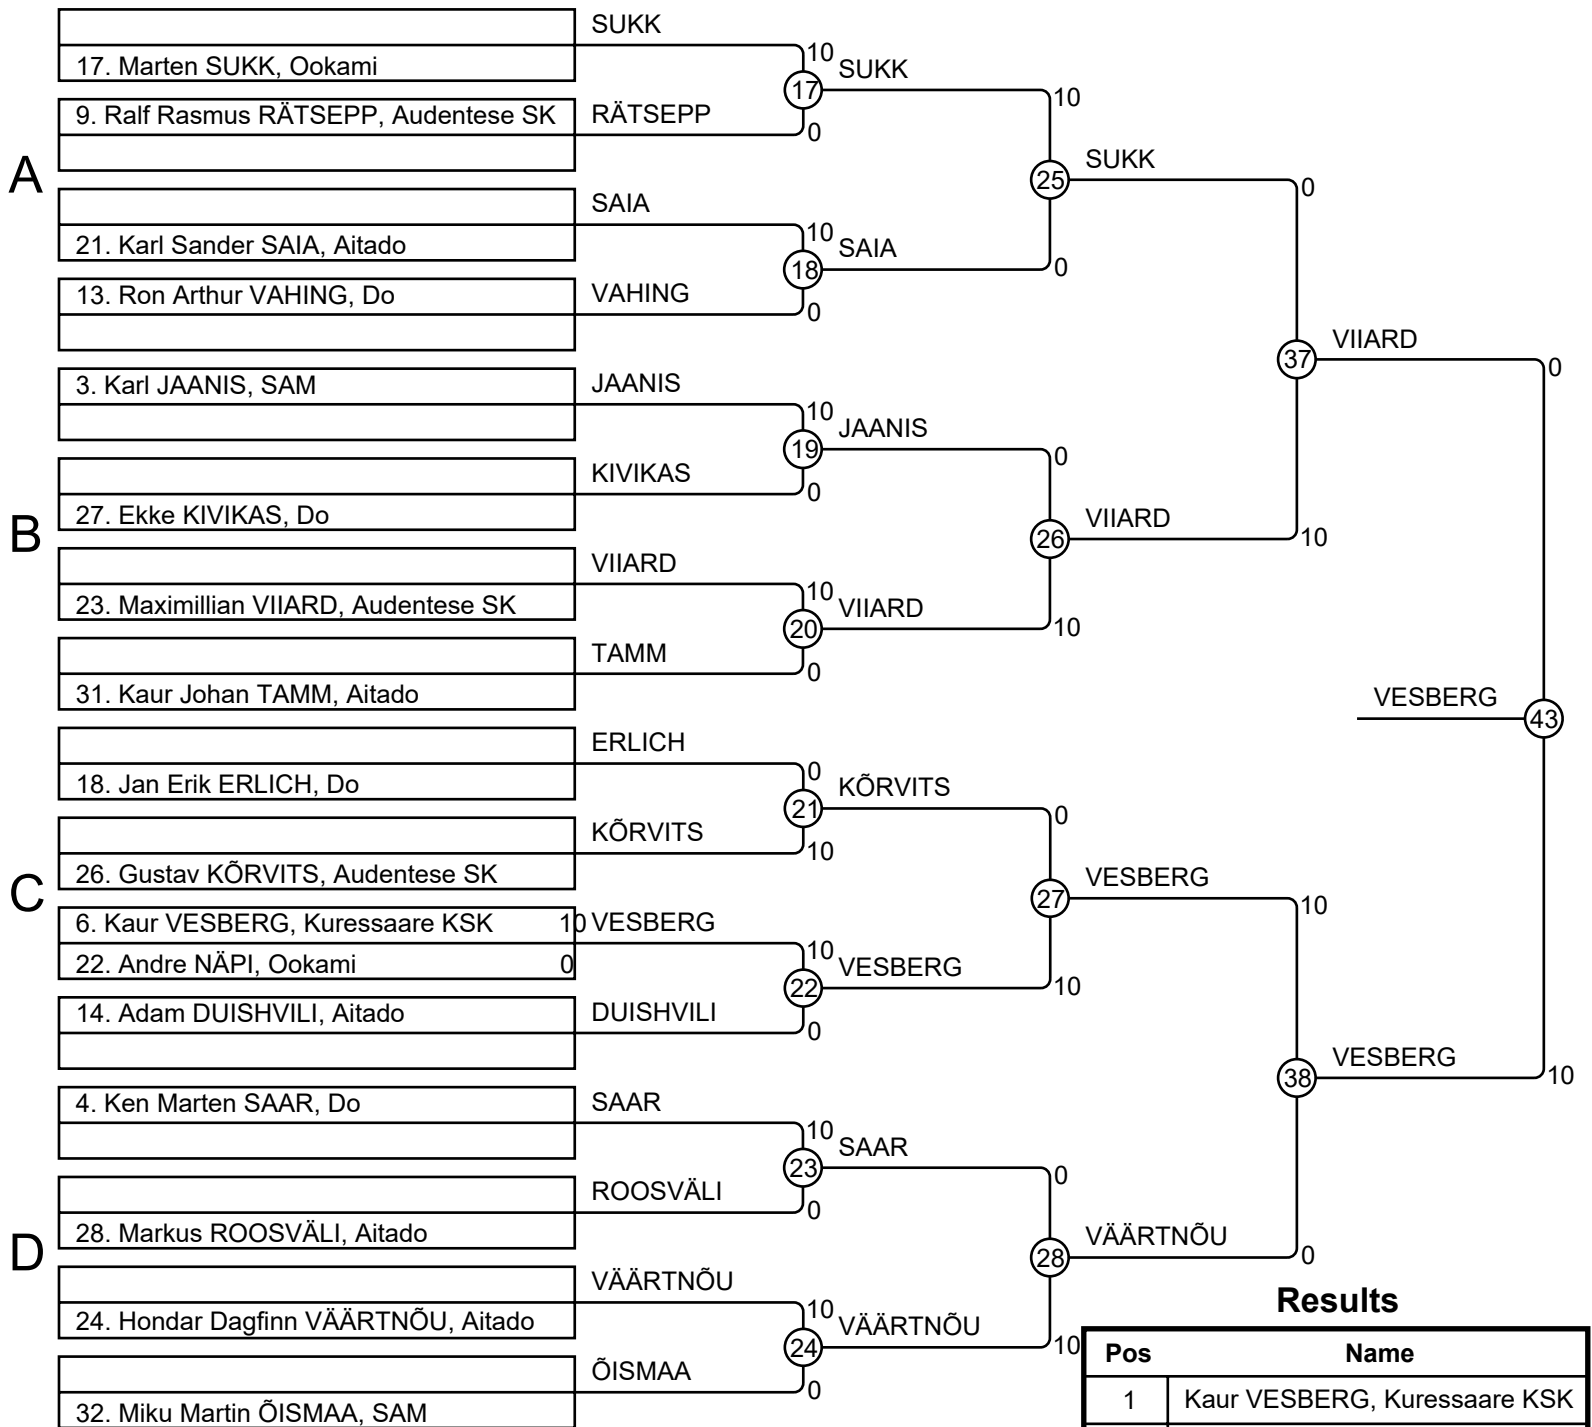 A
17. Marten SUKK, Ookami
SUKK
10
17
SUKK
9. Ralf Rasmus RÄTSEPP, Audentese SK
RÄTSEPP
0
10
25
SUKK
0
21. Karl Sander SAIA, Aitado
SAIA
10
18
SAIA
0
13. Ron Arthur VAHING, Do
VAHING
0
37
VIIARD
0
B
3. Karl JAANIS, SAM
JAANIS
10
19
JAANIS
0
27. Ekke KIVIKAS, Do
KIVIKAS
0
26
VIIARD
10
23. Maximillian VIIARD, Audentese SK
VIIARD
10
20
VIIARD
10
31. Kaur Johan TAMM, Aitado
TAMM
0
VESBERG
43
C
18. Jan Erik ERLICH, Do
ERLICH
0
21
KÕRVITS
0
26. Gustav KÕRVITS, Audentese SK
KÕRVITS
10
27
VESBERG
10
6. Kaur VESBERG, Kuressaare KSK 10
22. Andre NÄPI, Ookami 0
VESBERG
10
22
VESBERG
10
14. Adam DUISHVILI, Aitado
DUISHVILI
0
38
VESBERG
10
D
4. Ken Marten SAAR, Do
SAAR
10
23
SAAR
0
28. Markus ROOSVÄLI, Aitado
ROOSVÄLI
0
28
VÄÄRTNÕU
0
24. Hondar Dagfinn VÄÄRTNÕU, Aitado
VÄÄRTNÕU
10
24
VÄÄRTNÕU
10
32. Miku Martin ÕISMAA, SAM
ÕISMAA
0
Results
Pos Name
1 Kaur VESBERG, Kuressaare KSK